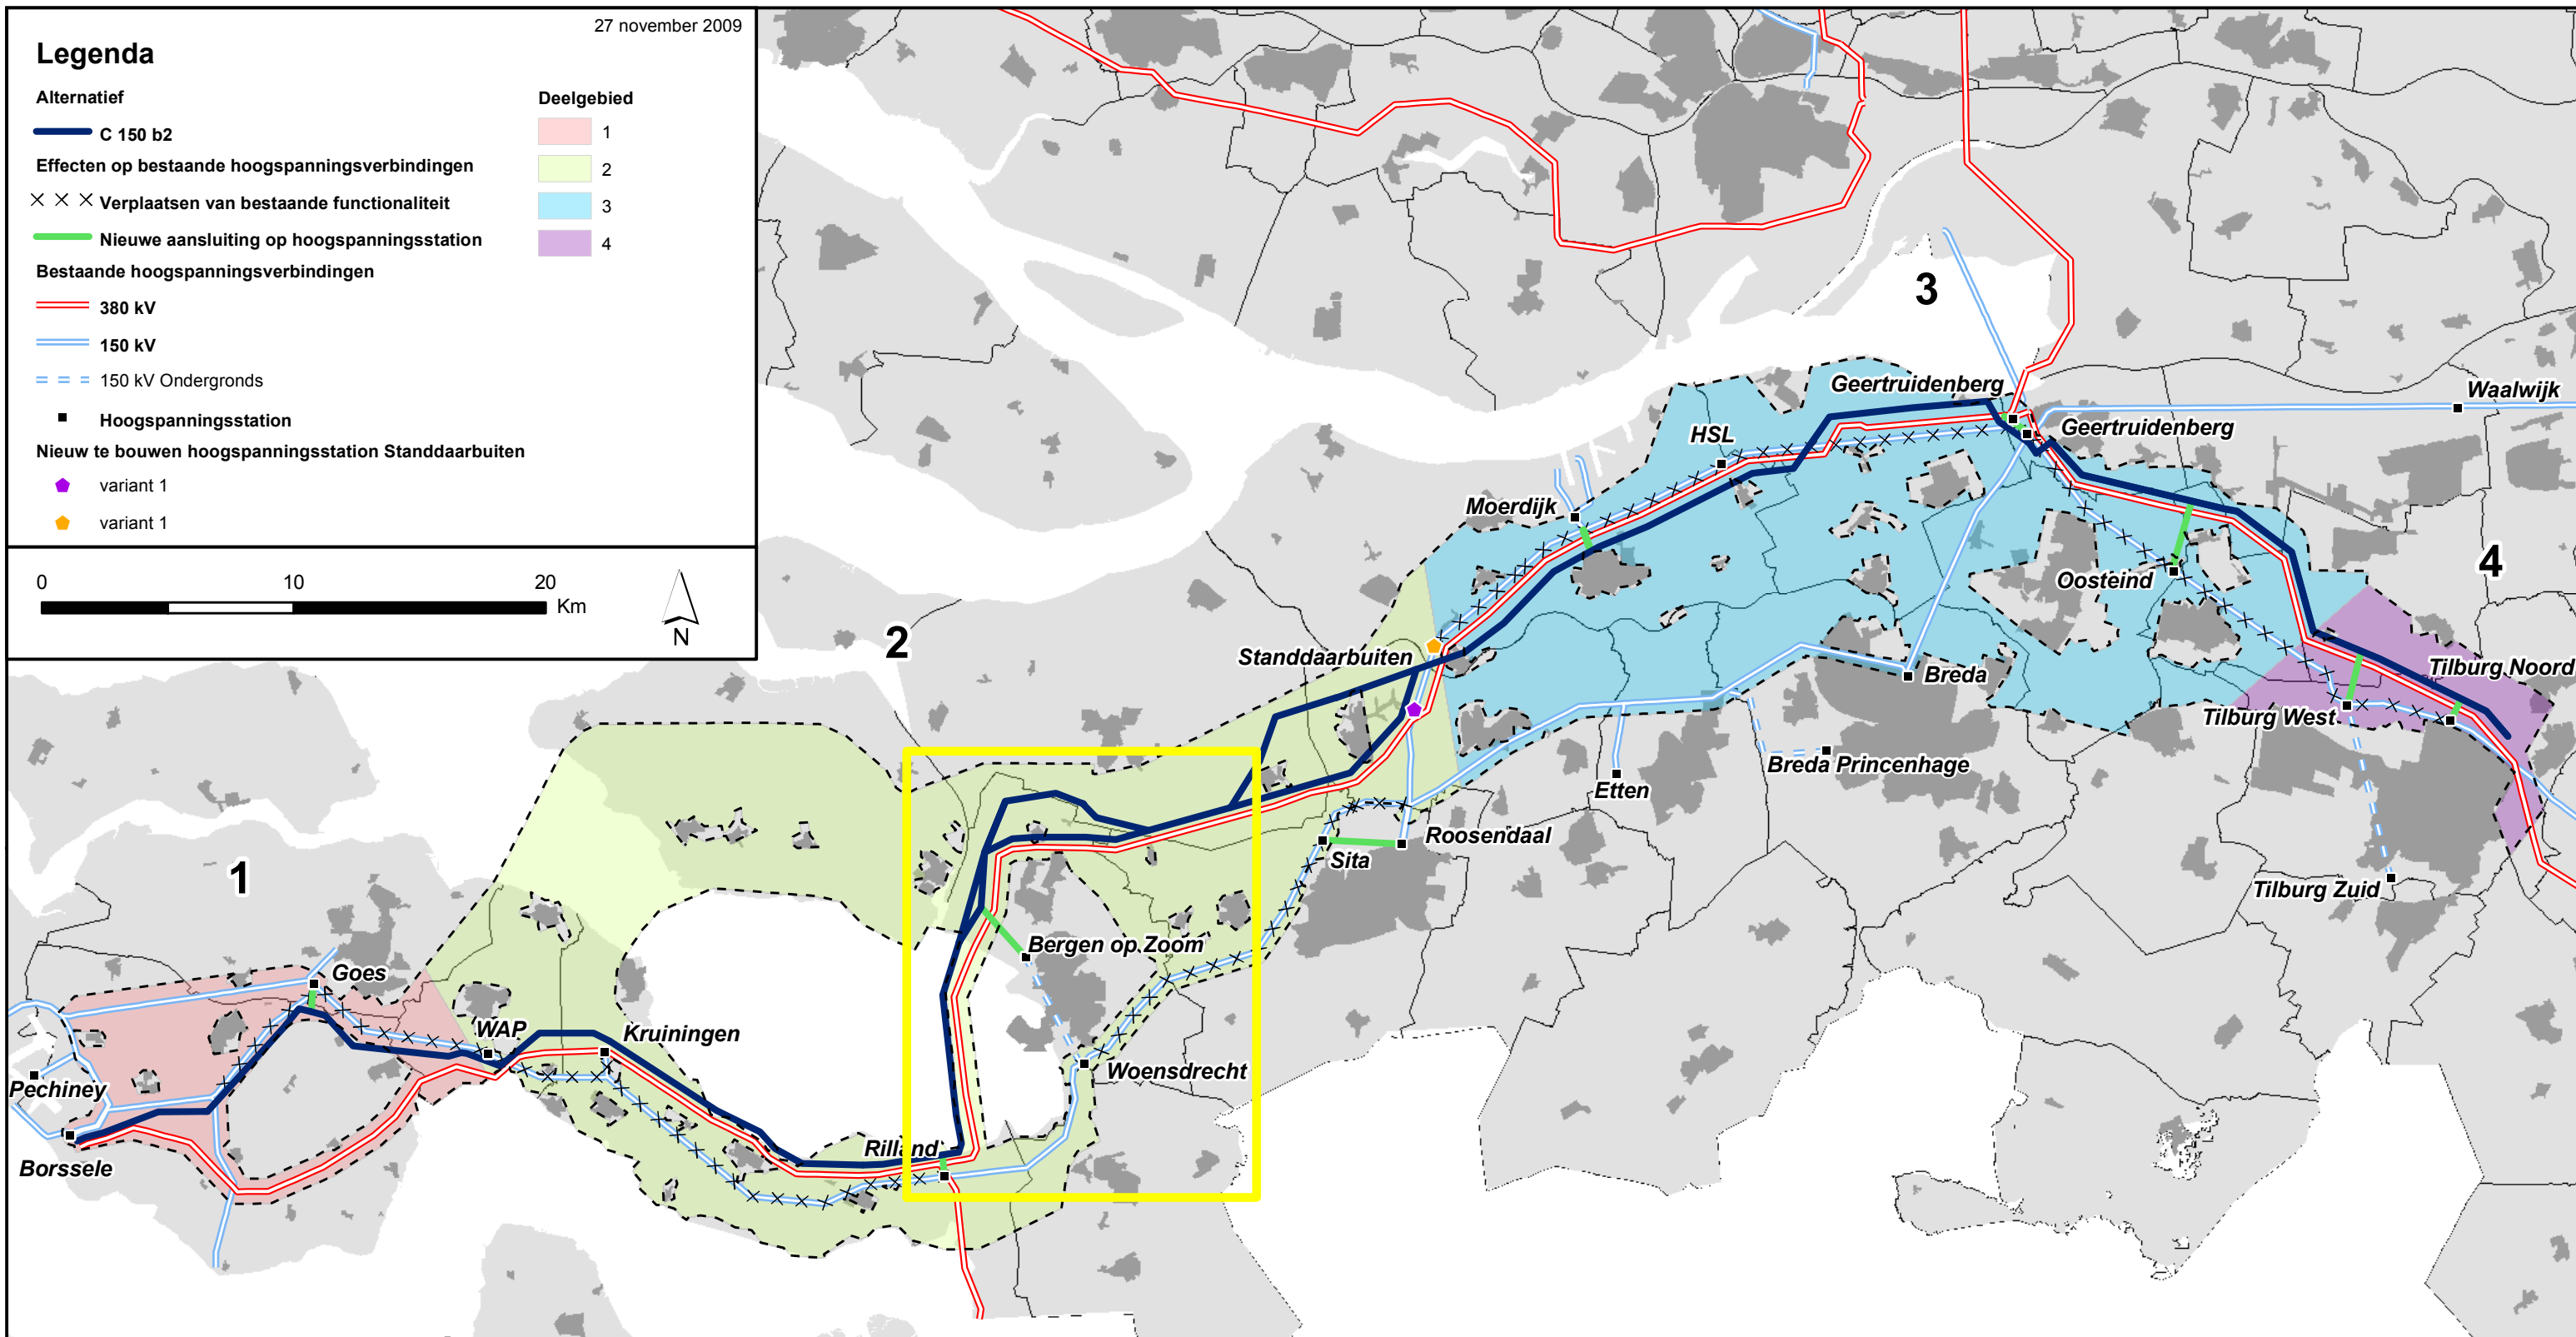 27 november 2009
Legenda
Alternatief
C 150 b2
Effecten op bestaande hoogspanningsverbindingen
× × × Verplaatsen van bestaande functionaliteit
Nieuwe aansluiting op hoogspanningsstation
Bestaande hoogspanningsverbindingen
380 kV
150 kV
150 kV Ondergronds
Hoogspanningsstation
Nieuw te bouwen hoogspanningsstation Standdaarbuiten
variant 1
variant 1
Deelgebied
1
2
3
4
0 10 20
Km
N
3
Geertruidenberg
Waalwijk
HSL
Geertruidenberg
Moerdijk
4
Oosteind
2
Standdaarbuiten
Tilburg Noord
Breda
Tilburg West
Breda Princenhage
Etten
Roosendaal
Sita
1
Tilburg Zuid
Bergen op Zoom
Goes
WAP
Kruiningen
Woensdrecht
Pechiney
Rilland
Borssele